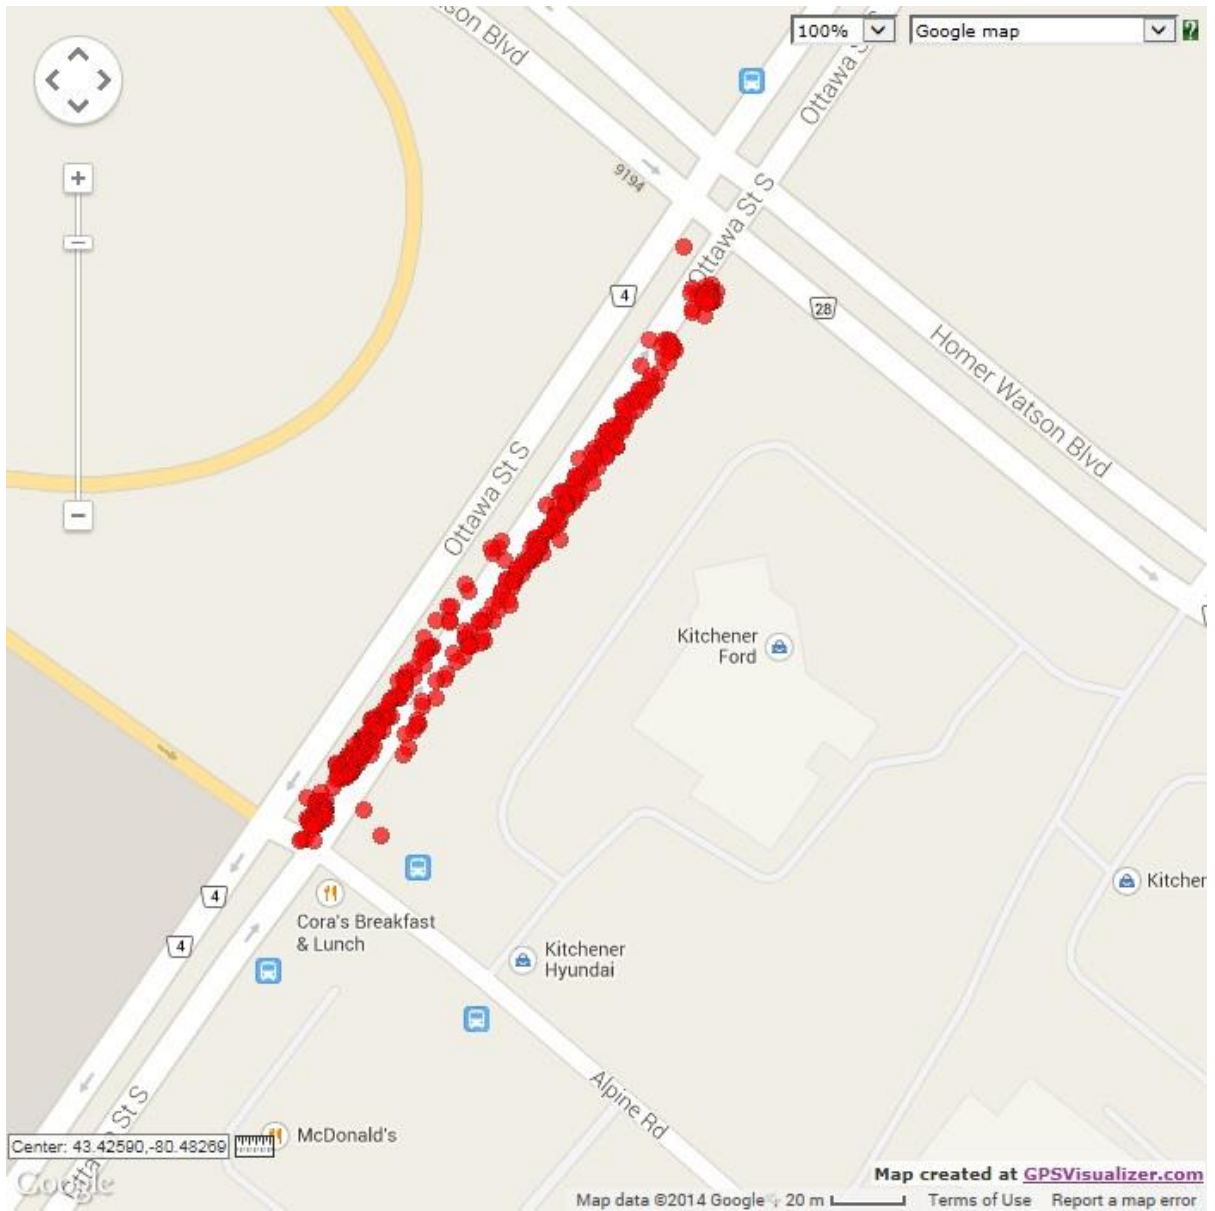 son Blvd
100%
Google map
?
Ottawa S
9194
Ottawa St S
4
28
Homer Watson Blvd
Ottawa St S
Kitchener
Ford
4
4
Kitchener
Cora's Breakfast
& Lunch
Kitchener
Hyundai
Alpine Rd
Ottawa St S
McDonald's
Center: 43.42590,-80.48269
Google
Map created at GPSVisualizer.com
Map data ©2014 Google
20 m
Terms of Use
Report a map error